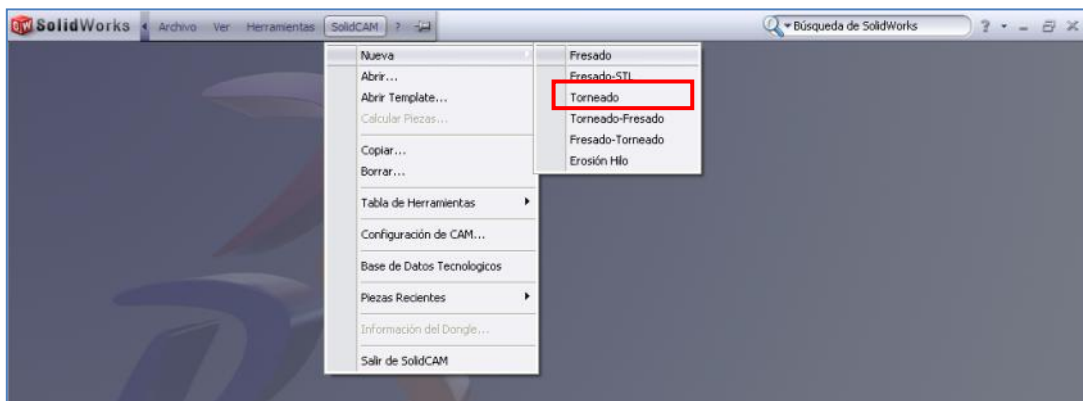 SolidWorks Archivo Ver Herramientas SolidCAM ? Búsqueda de SolidWorks ?
Nueva
Abrir...
Abrir Template...
Calcular Piezas...
Copiar...
Borrar...
Tabla de Herramientas
Configuración de CAM...
Base de Datos Tecnologicos
Piezas Recientes
Información del Dongle...
Salir de SolidCAM
Fresado
Fresado-STL
Torneado
Torneado-Fresado
Fresado-Torneado
Erosión Hilo